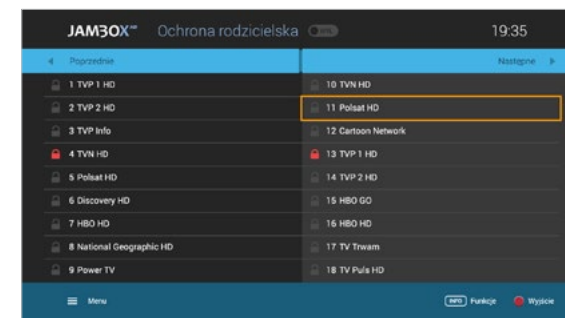 JAMBOX Ochrona rodzicielska 19:35
Poprzednie Następne
1 TVP 1 HD
2 TVP 2 HD
3 TVP Info
4 TVN HD
5 Polsat HD
6 Discovery HD
7 HBO HD
8 National Geographic HD
9 Power TV
10 TVN HD
11 Polsat HD
12 Cartoon Network
13 TVP 1 HD
14 TVP 2 HD
15 HBO GO
16 HBO HD
17 TV Trwam
18 TV Puls HD
Menu INFO Funkcje Wyjście